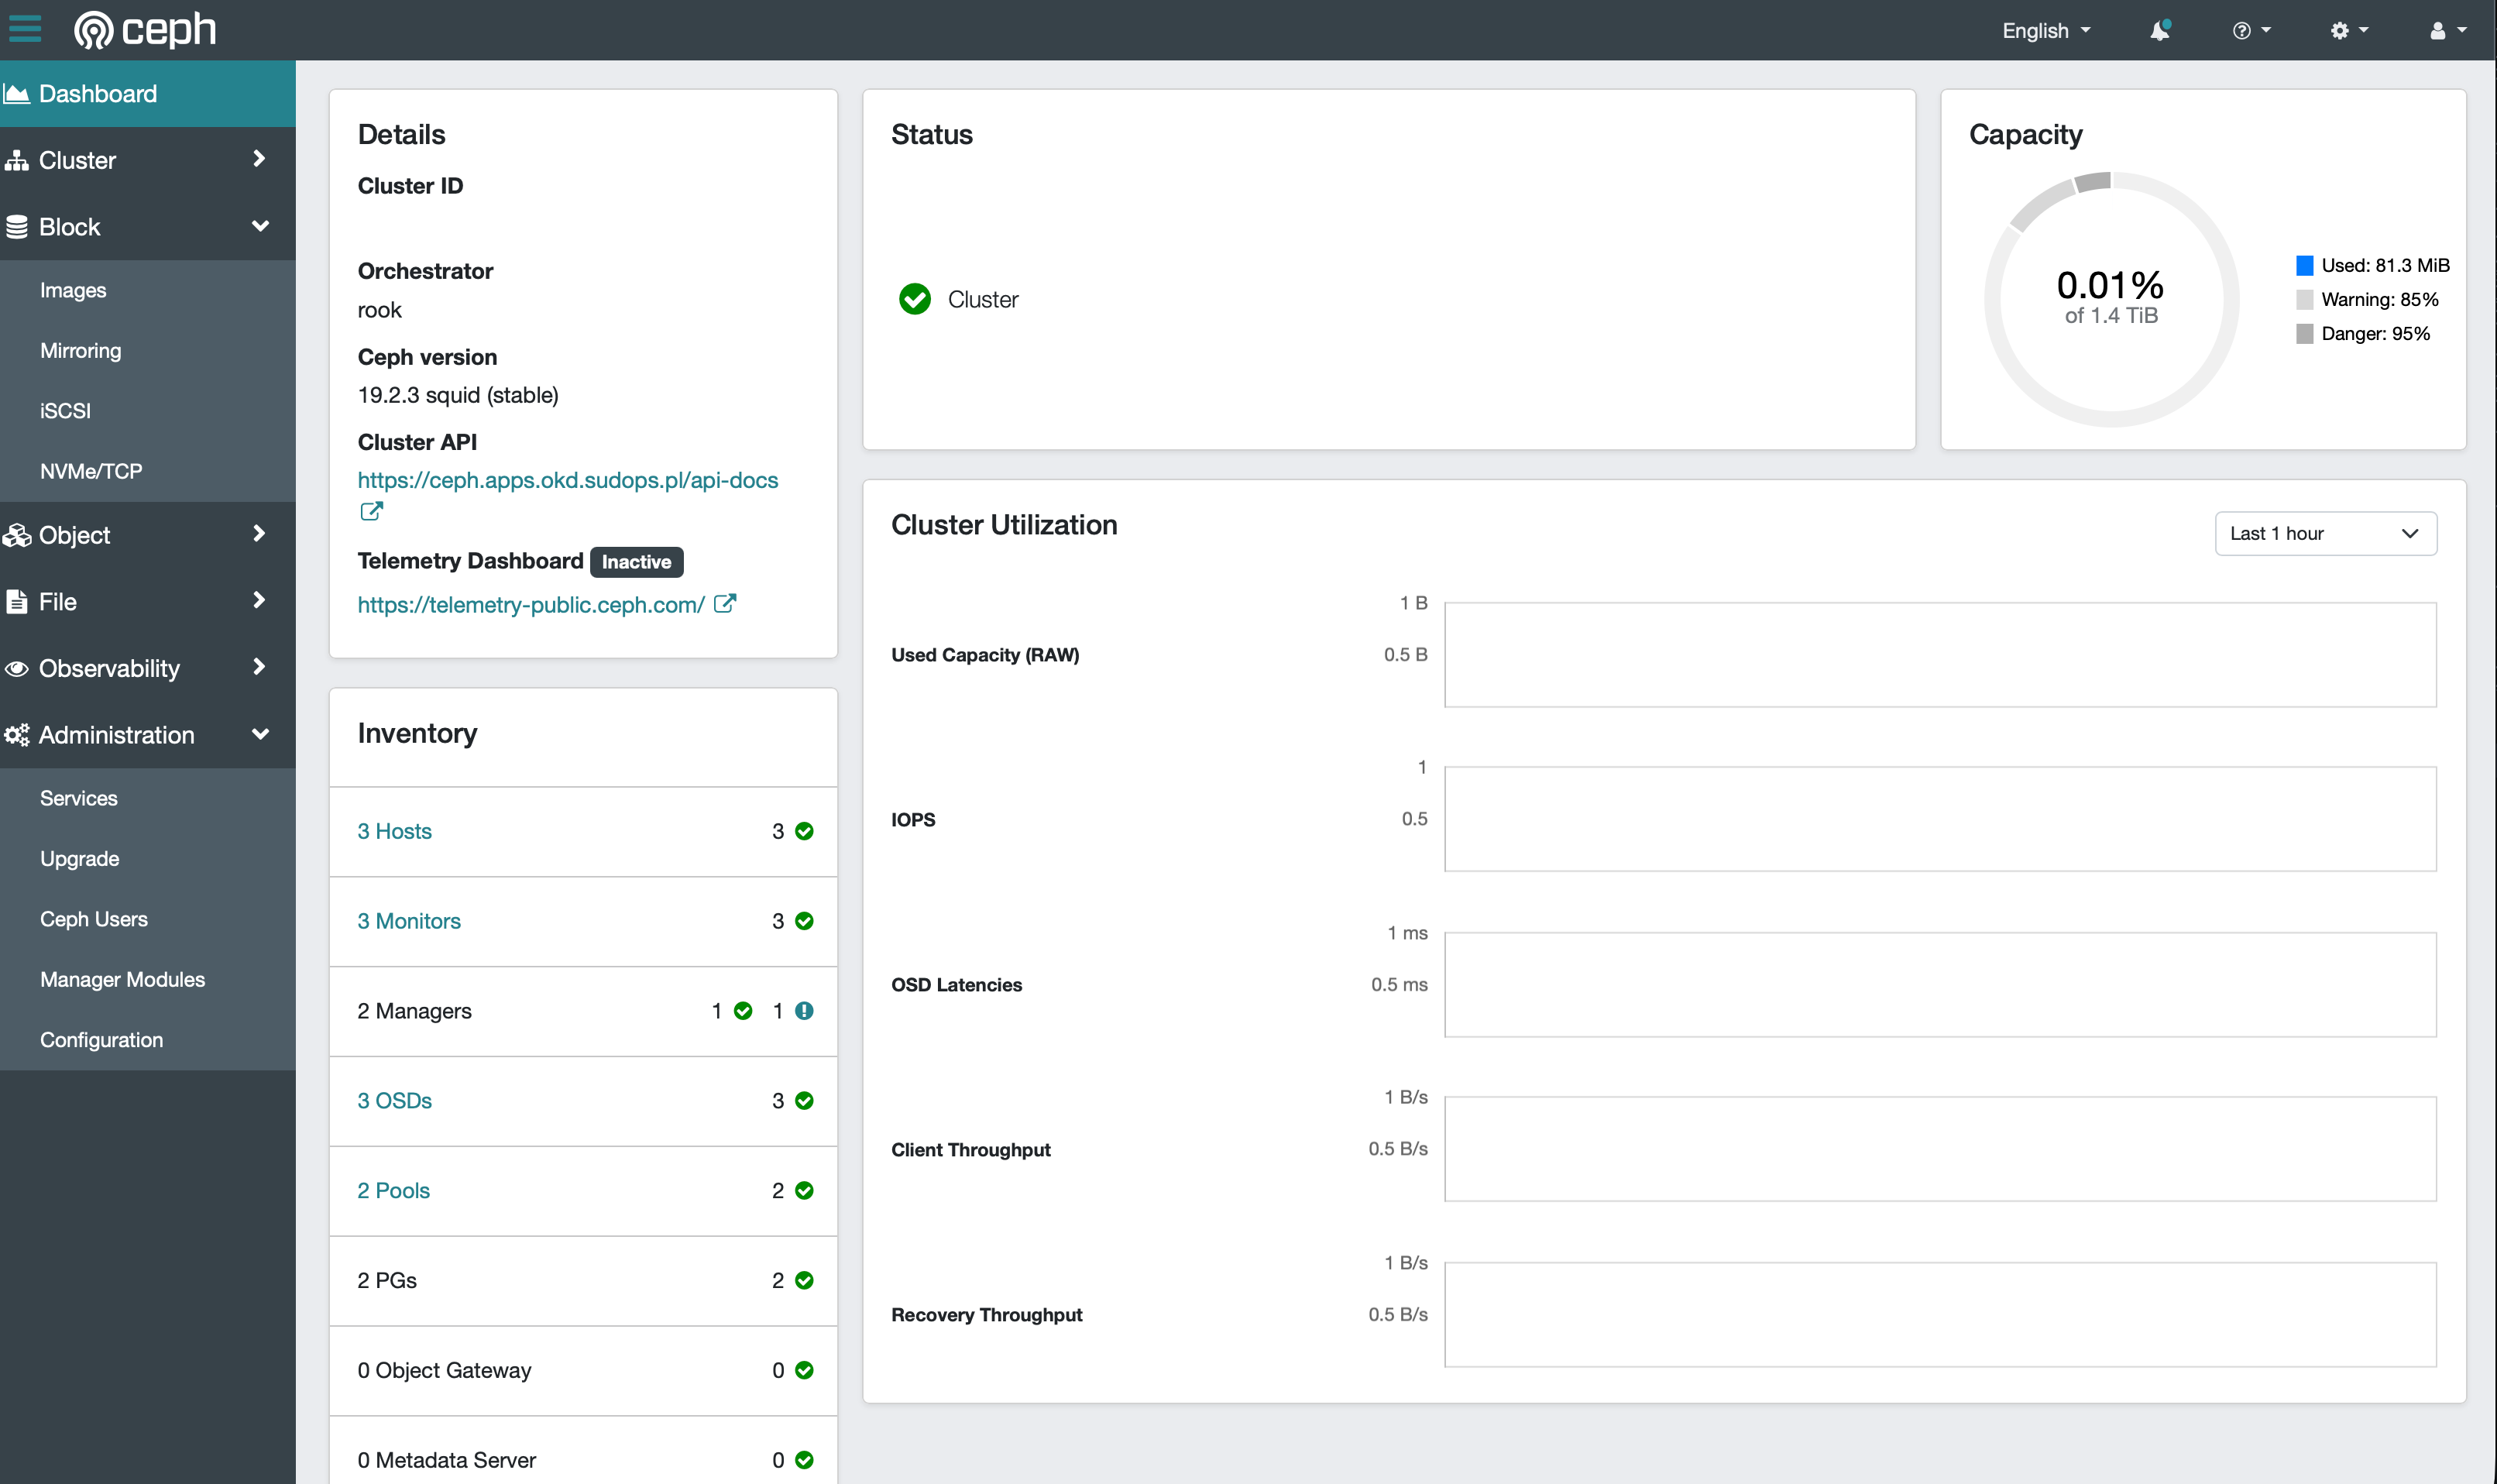 ceph
English
Dashboard
Cluster
Block
Images
Mirroring
iSCSI
NVMe/TCP
Object
File
Observability
Administration
Services
Upgrade
Ceph Users
Manager Modules
Configuration
Details
Cluster ID
Orchestrator
rook
Ceph version
19.2.3 squid (stable)
Cluster API
https://ceph.apps.okd.sudops.pl/api-docs
Telemetry Dashboard Inactive
https://telemetry-public.ceph.com/
Inventory
3 Hosts 3
3 Monitors 3
2 Managers 1 1
3 OSDs 3
2 Pools 2
2 PGs 2
0 Object Gateway 0
0 Metadata Server 0
Status
Cluster
Capacity
0.01%
of 1.4 TiB
Used: 81.3 MiB
Warning: 85%
Danger: 95%
Cluster Utilization
Last 1 hour
1 B
Used Capacity (RAW) 0.5 B
1
IOPS 0.5
1 ms
OSD Latencies 0.5 ms
1 B/s
Client Throughput 0.5 B/s
1 B/s
Recovery Throughput 0.5 B/s